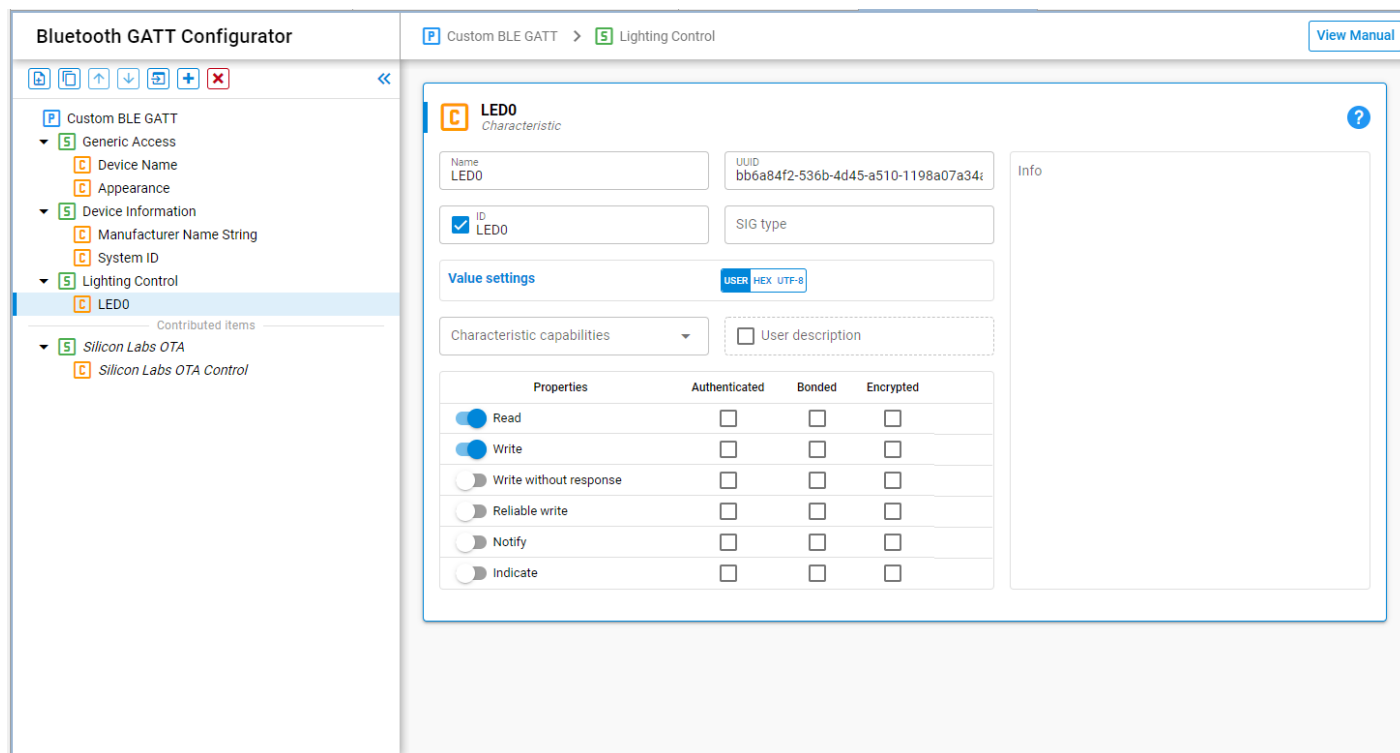 Bluetooth GATT Configurator
P Custom BLE GATT > S Lighting Control
View Manual
P Custom BLE GATT
S Generic Access
C Device Name
C Appearance
S Device Information
C Manufacturer Name String
C System ID
S Lighting Control
C LED0
Contributed items
S Silicon Labs OTA
C Silicon Labs OTA Control
C LED0
Characteristic
?
Name
LED0
UUID
bb6a84f2-536b-4d45-a510-1198a07a34
Info
ID
LED0
SIG type
Value settings
USER HEX UTF-8
Characteristic capabilities
User description
Properties Authenticated Bonded Encrypted
Read
Write
Write without response
Reliable write
Notify
Indicate